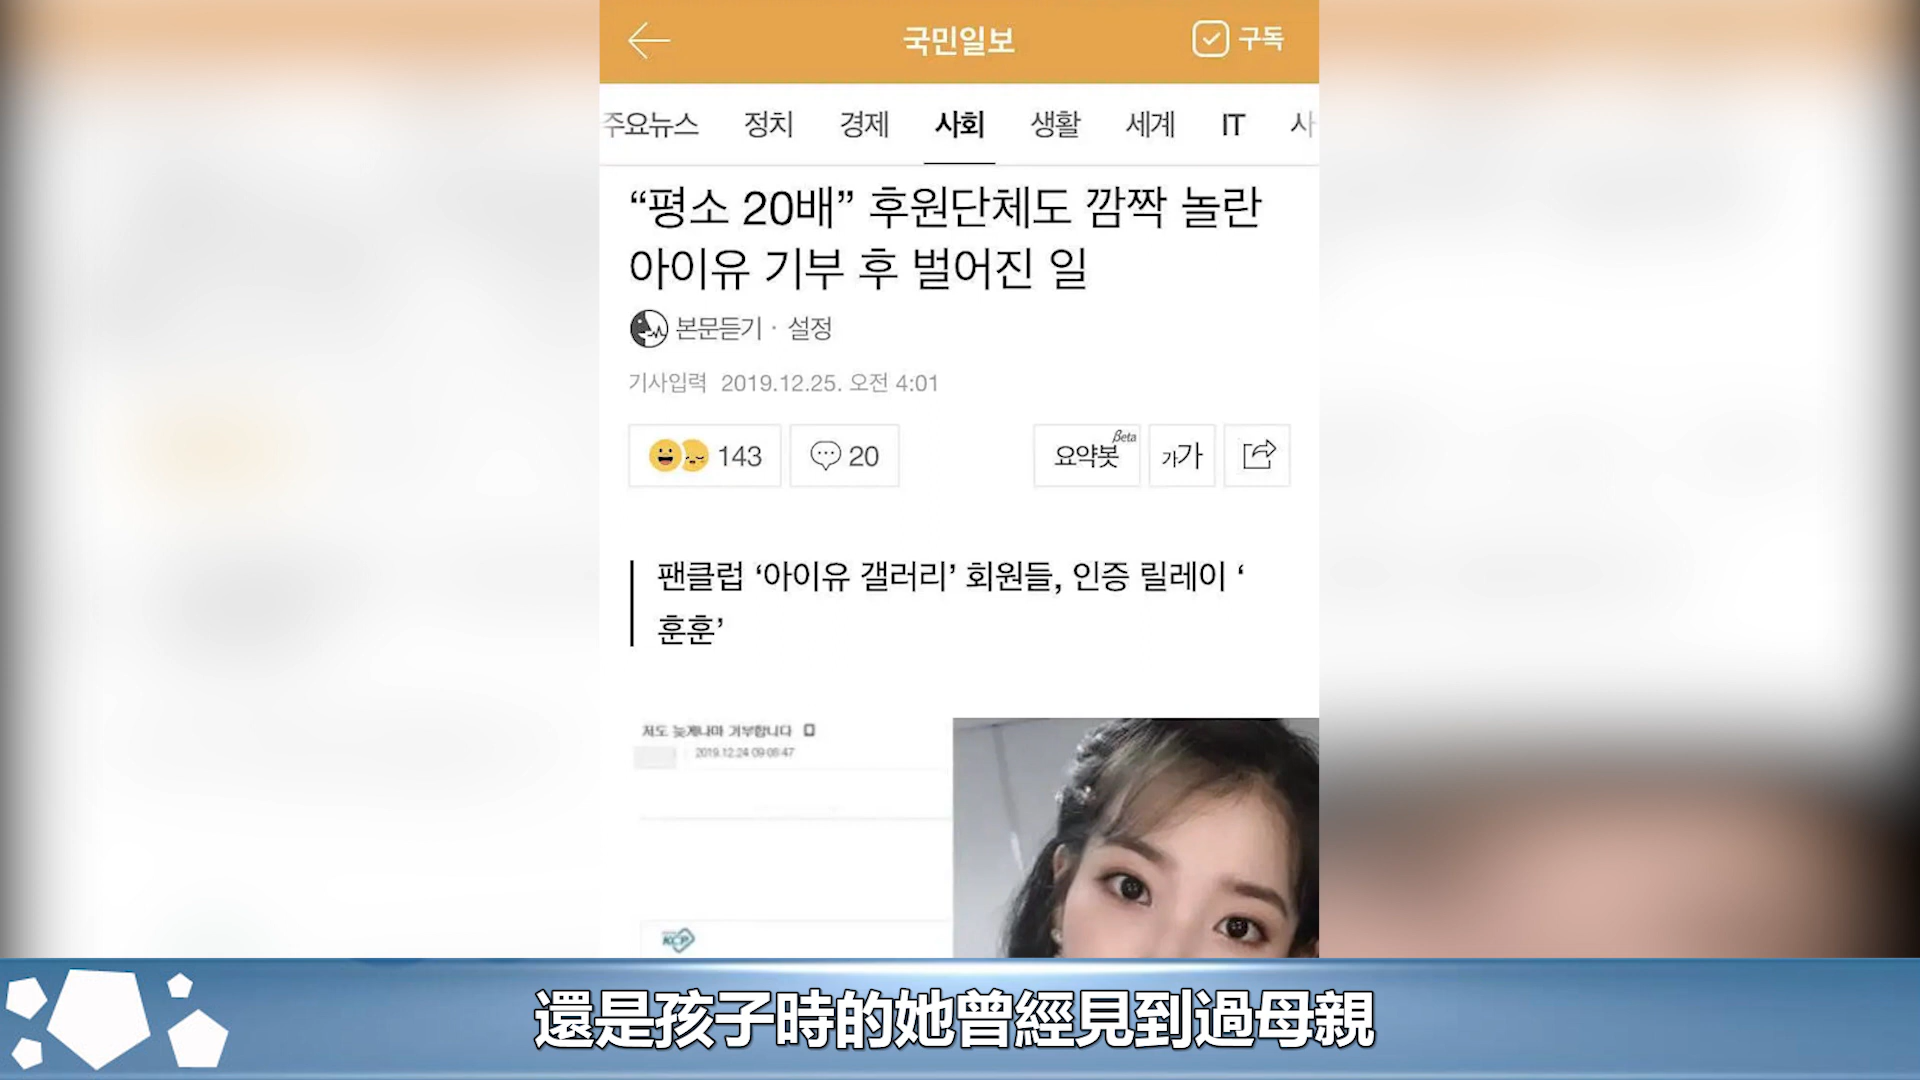 국민일보
구독
주요뉴스 정치 경제 사회 생활 세계 IT 사
“평소 20배” 후원단체도 깜짝 놀란
아이유 기부 후 벌어진 일
본문듣기 · 설정
기사입력 2019.12.25. 오전 4:01
143
20
요약봇 Beta
가가
팬클럽 ‘아이유 갤러리’ 회원들, 인증 릴레이 ‘
훈훈’
저도 늦게나마 기부합니다
2019.12.24 09:06:47
KCP
還是孩子時的她曾經見到過母親